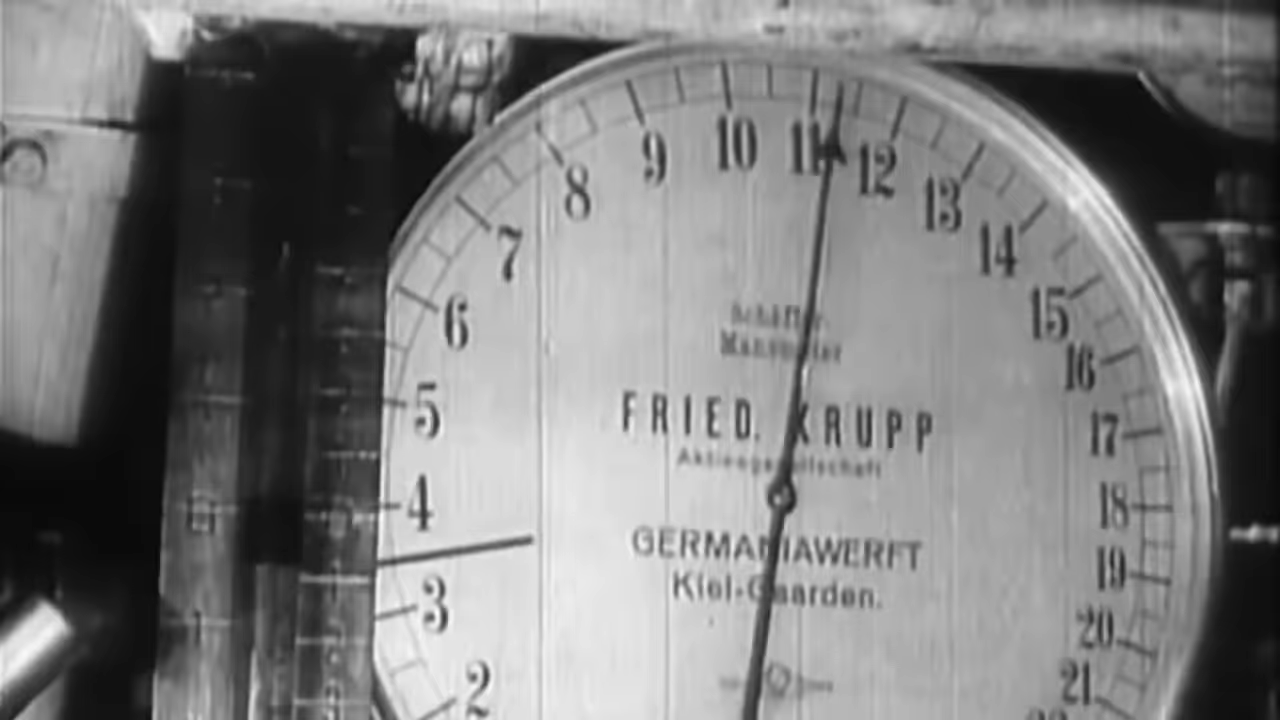 10
9 11 12
8 13
7 14
6 15
5 16
4 17
3 18
2 19
20
21
FRIED. KRUPP
Aktiengesellschaft
GERMANIAWERFT
Kiel-Gaarden.